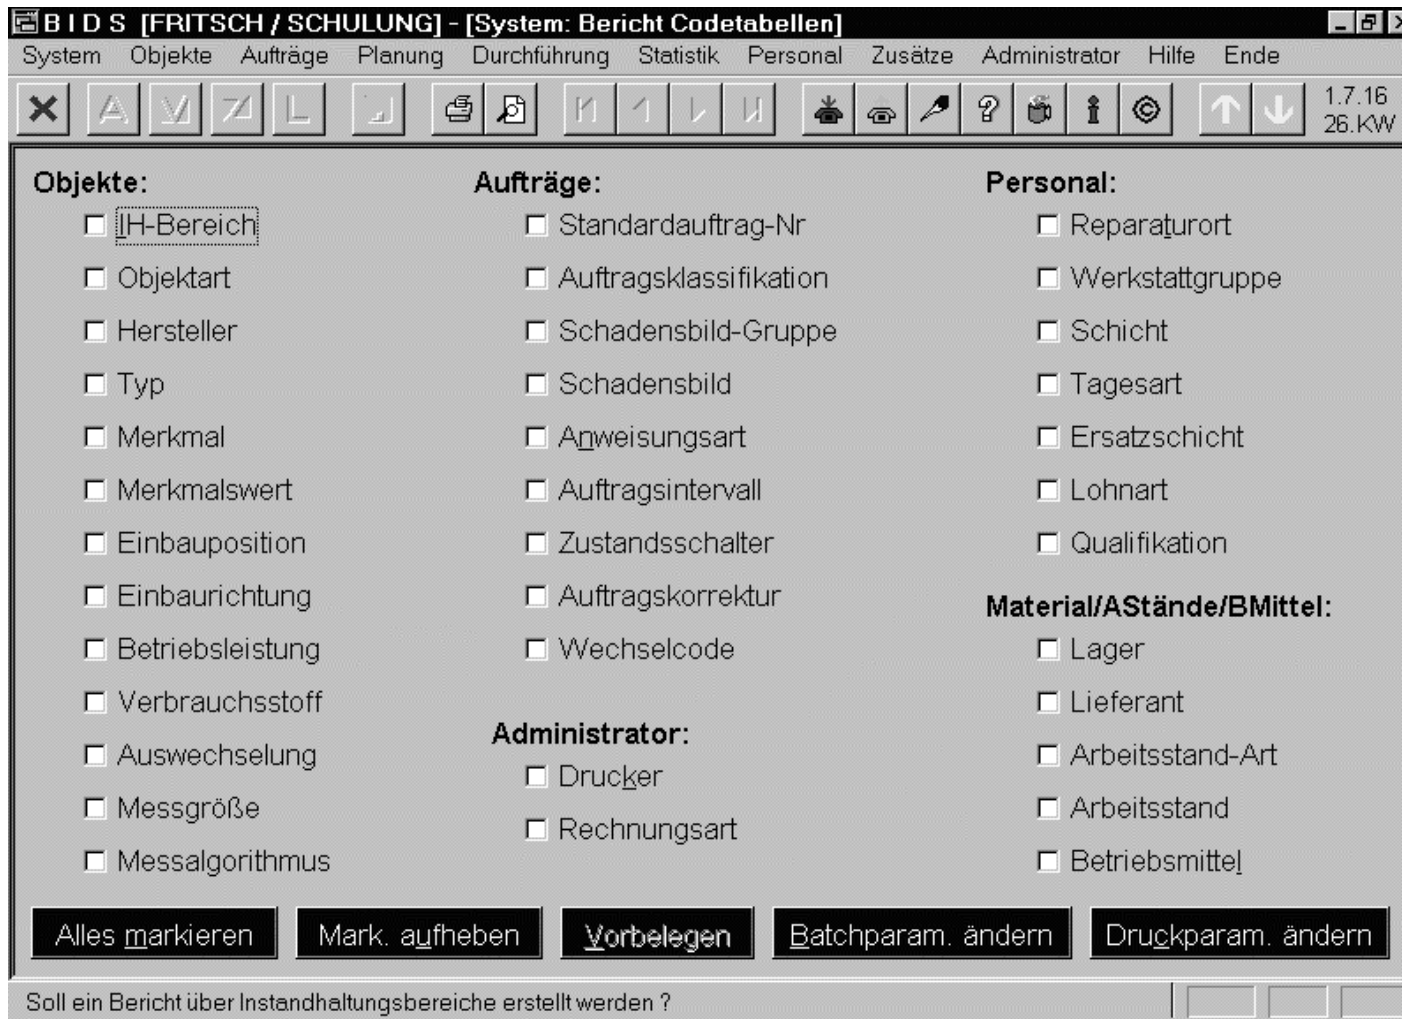 B I D S [FRITSCH / SCHULUNG] - [System: Bericht Codetabellen]
System Objekte Aufträge Planung Durchführung Statistik Personal Zusätze Administrator Hilfe Ende
A V Z L
1.7.16
26.KW
Objekte:
IH-Bereich
Objektart
Hersteller
Typ
Merkmal
Merkmalswert
Einbauposition
Einbaurichtung
Betriebsleistung
Verbrauchsstoff
Auswechselung
Messgröße
Messalgorithmus
Aufträge:
Standardauftrag-Nr
Auftragsklassifikation
Schadensbild-Gruppe
Schadensbild
Anweisungsart
Auftragsintervall
Zustandsschalter
Auftragskorrektur
Wechselcode
Administrator:
Drucker
Rechnungsart
Personal:
Reparaturort
Werkstattgruppe
Schicht
Tagesart
Ersatzschicht
Lohnart
Qualifikation
Material/AStände/BMittel:
Lager
Lieferant
Arbeitsstand-Art
Arbeitsstand
Betriebsmittel
Alles markieren Mark. aufheben Vorbelegen Batchparam. ändern Druckparam. ändern
Soll ein Bericht über Instandhaltungsbereiche erstellt werden ?